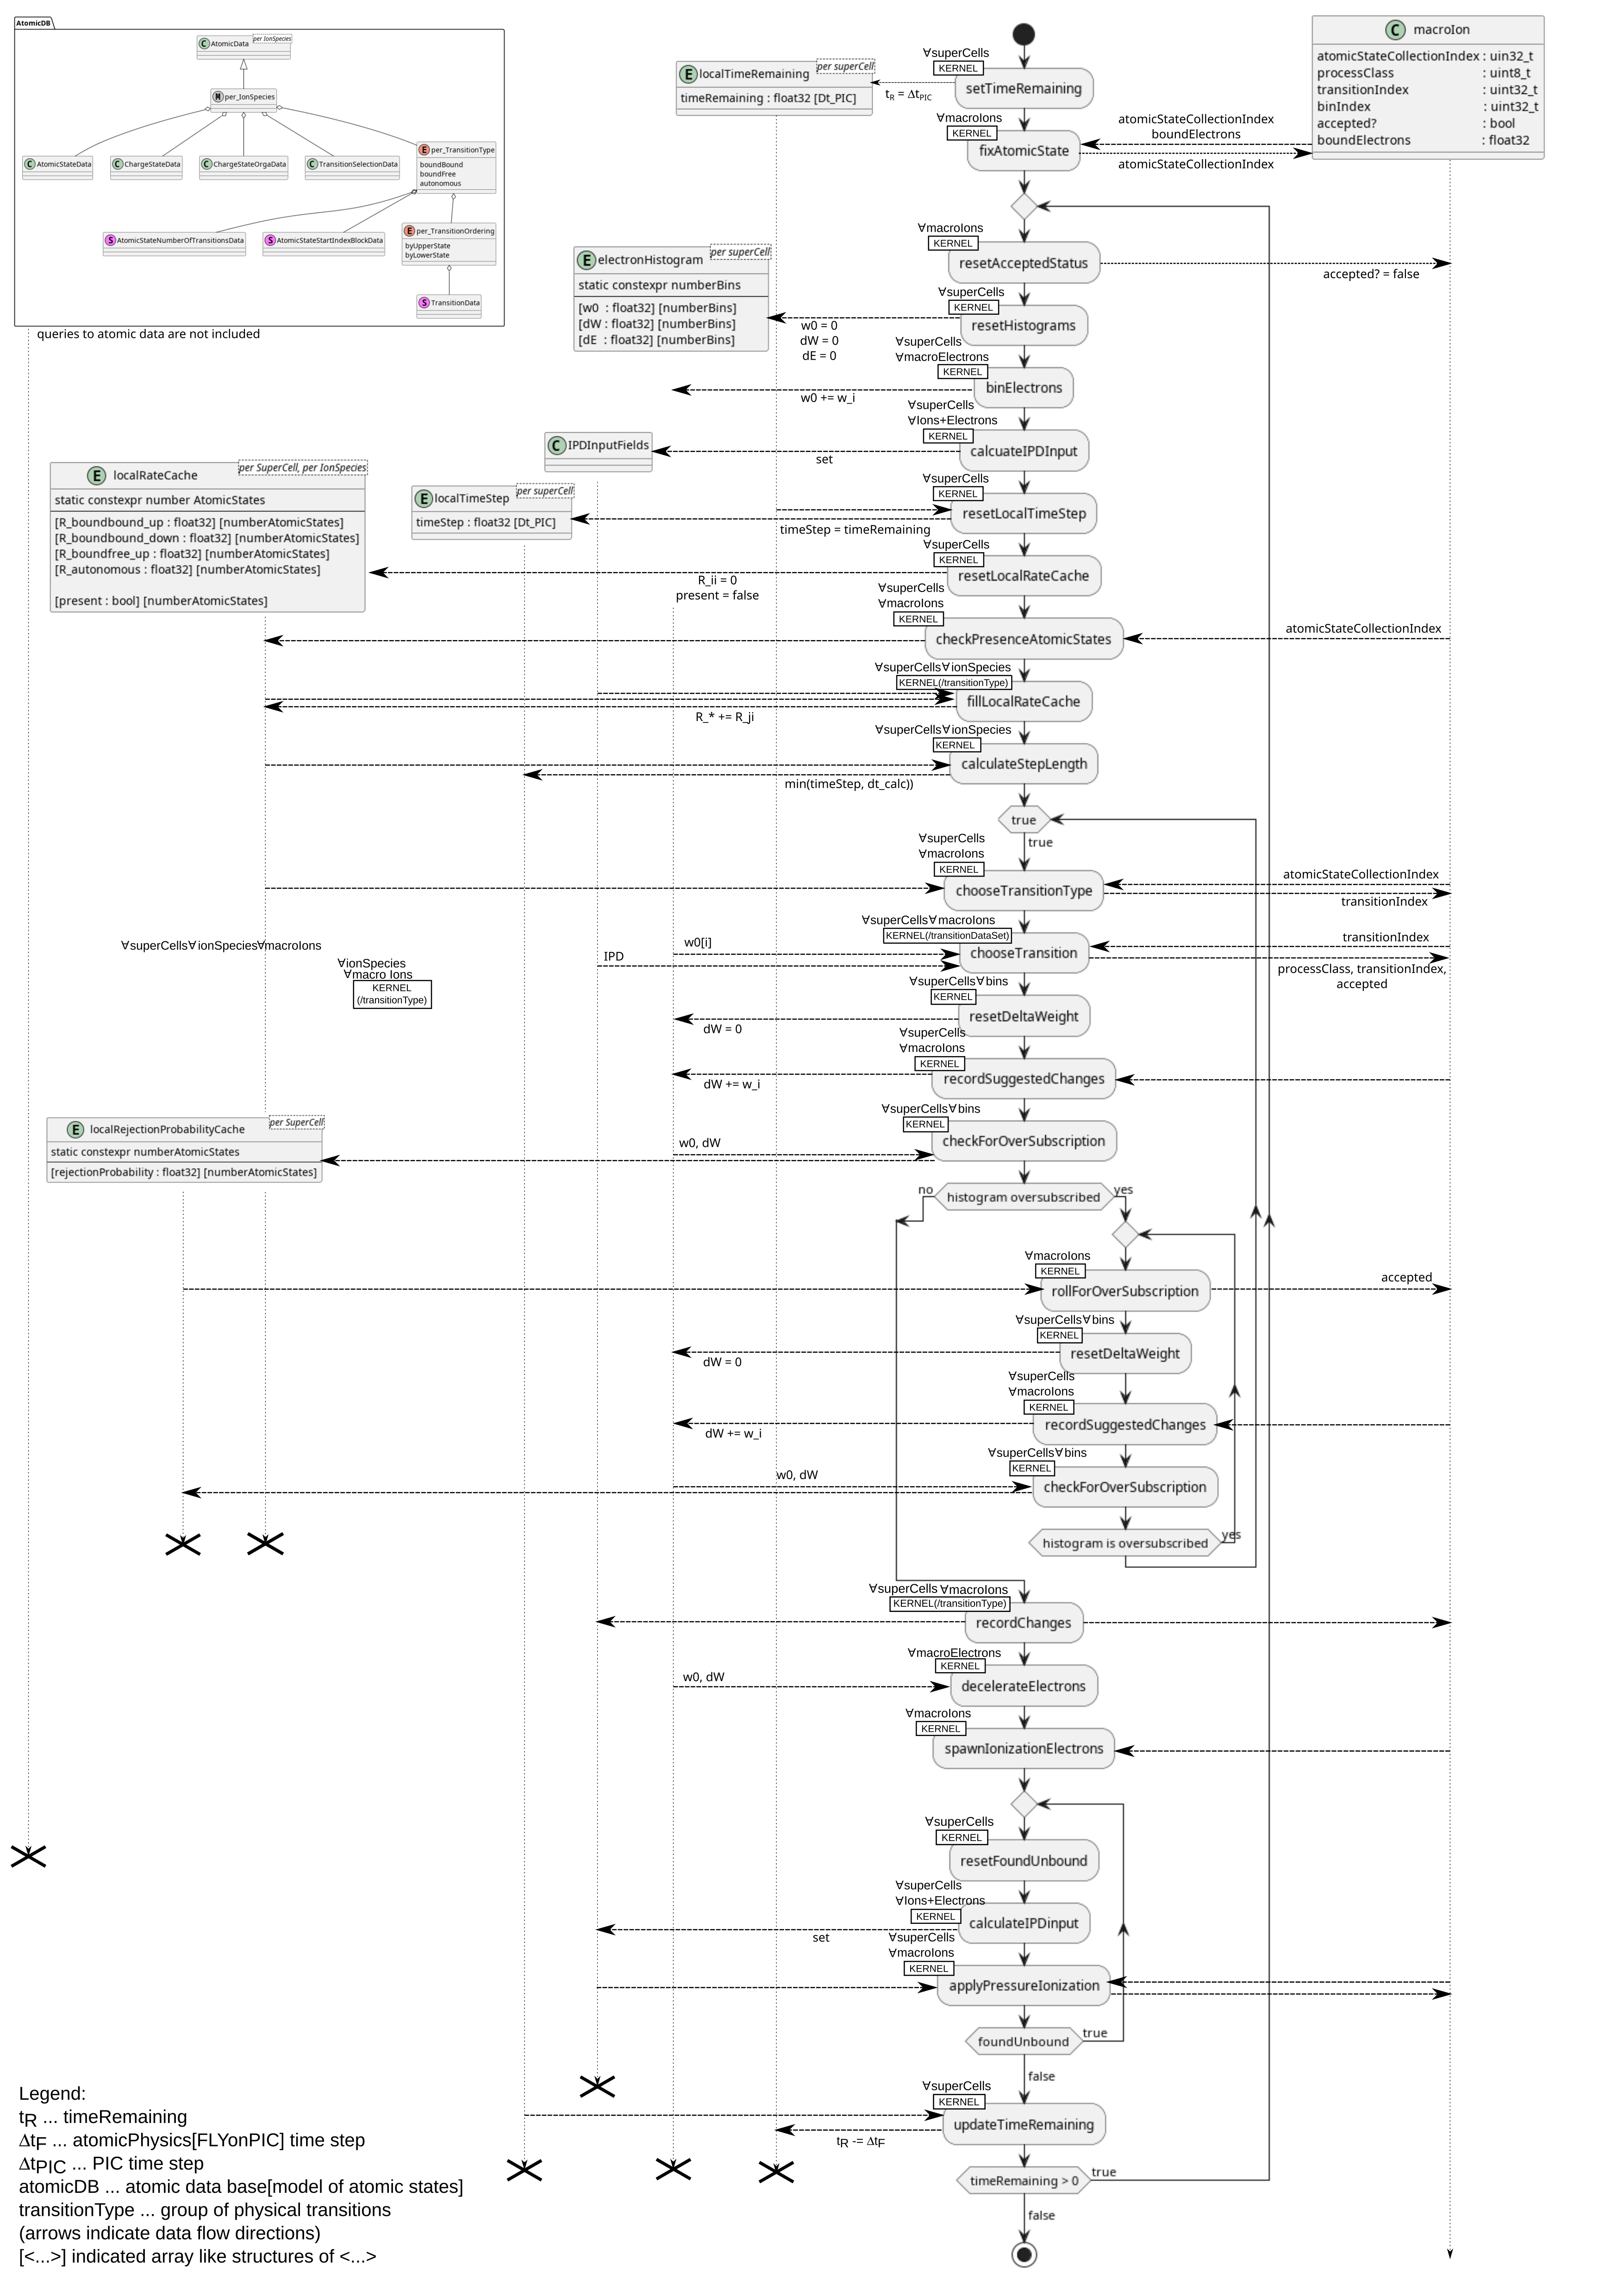 AtomicDB
AtomicData
per IonSpecies
per_IonSpecies
AtomicStateData
ChargeStateData
ChargeStateOrgaData
TransitionSelectionData
per_TransitionType
boundBound
boundFree
autonomous
AtomicStateNumberOfTransitionsData
AtomicStateStartIndexBlockData
per_TransitionOrdering
byUpperState
byLowerState
TransitionData
queries to atomic data are not included
macroIon
atomicStateCollectionIndex : uin32_t
processClass : uint8_t
transitionIndex : uint32_t
binIndex : uint32_t
accepted? : bool
boundElectrons : float32
localTimeRemaining
per superCell
timeRemaining : float32 [Dt_PIC]
∀superCells
KERNEL
setTimeRemaining
tR = ΔtPIC
∀macroIons
KERNEL
fixAtomicState
atomicStateCollectionIndex
boundElectrons
atomicStateCollectionIndex
∀macroIons
KERNEL
resetAcceptedStatus
accepted? = false
electronHistogram
per superCell
static constexpr numberBins
[w0 : float32] [numberBins]
[dW : float32] [numberBins]
[dE : float32] [numberBins]
∀superCells
KERNEL
resetHistograms
w0 = 0
dW = 0
dE = 0
∀superCells
∀macroElectrons
KERNEL
binElectrons
w0 += w_i
∀superCells
∀Ions+Electrons
KERNEL
calcuateIPDInput
IPDInputFields
set
localRateCache
per SuperCell, per IonSpecies
static constexpr number AtomicStates
[R_boundbound_up : float32] [numberAtomicStates]
[R_boundbound_down : float32] [numberAtomicStates]
[R_boundfree_up : float32] [numberAtomicStates]
[R_autonomous : float32] [numberAtomicStates]
[present : bool] [numberAtomicStates]
localTimeStep
per superCell
timeStep : float32 [Dt_PIC]
∀superCells
KERNEL
resetLocalTimeStep
timeStep = timeRemaining
∀superCells
KERNEL
resetLocalRateCache
R_ii = 0
present = false
∀superCells
∀macroIons
KERNEL
checkPresenceAtomicStates
atomicStateCollectionIndex
∀superCells∀ionSpecies
KERNEL(/transitionType)
fillLocalRateCache
R_* += R_ji
∀superCells∀ionSpecies
KERNEL
calculateStepLength
min(timeStep, dt_calc))
true
true
∀superCells
∀macroIons
KERNEL
chooseTransitionType
atomicStateCollectionIndex
transitionIndex
∀superCells∀macroIons
KERNEL(/transitionDataSet)
chooseTransition
w0[i]
IPD
transitionIndex
processClass, transitionIndex,
accepted
∀superCells∀ionSpecies∀macroIons
∀ionSpecies
∀macro Ions
KERNEL
(/transitionType)
∀superCells∀bins
KERNEL
resetDeltaWeight
dW = 0
∀superCells
∀macroIons
KERNEL
recordSuggestedChanges
dW += w_i
localRejectionProbabilityCache
per SuperCell
static constexpr numberAtomicStates
[rejectionProbability : float32] [numberAtomicStates]
∀superCells∀bins
KERNEL
checkForOverSubscription
w0, dW
no
histogram oversubscribed
yes
∀macroIons
KERNEL
rollForOverSubscription
accepted
∀superCells∀bins
KERNEL
resetDeltaWeight
dW = 0
∀superCells
∀macroIons
KERNEL
recordSuggestedChanges
dW += w_i
∀superCells∀bins
KERNEL
checkForOverSubscription
w0, dW
histogram is oversubscribed
yes
∀superCells ∀macroIons
KERNEL(/transitionType)
recordChanges
∀macroElectrons
KERNEL
decelerateElectrons
w0, dW
∀macroIons
KERNEL
spawnIonizationElectrons
∀superCells
KERNEL
resetFoundUnbound
∀superCells
∀Ions+Electrons
KERNEL
calculateIPDinput
set
∀superCells
∀macroIons
KERNEL
applyPressureIonization
foundUnbound
true
false
∀superCells
KERNEL
updateTimeRemaining
tR -= ΔtF
timeRemaining > 0
true
false
Legend:
tR ... timeRemaining
ΔtF ... atomicPhysics[FLYonPIC] time step
ΔtPIC ... PIC time step
atomicDB ... atomic data base[model of atomic states]
transitionType ... group of physical transitions
(arrows indicate data flow directions)
[<...>] indicated array like structures of <...>